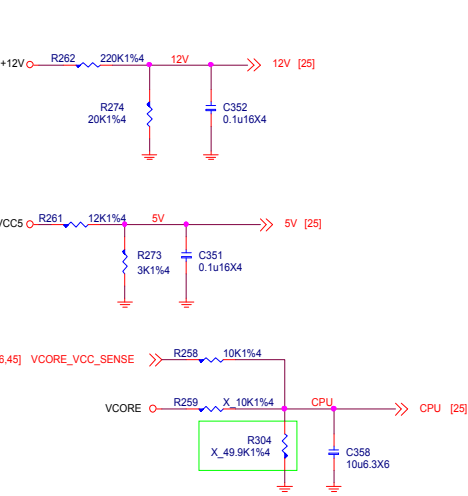 +12V R262 220K1%4 12V 12V [25]
R274
20K1%4
C352
0.1u16X4
VCC5 R261 12K1%4 5V 5V [25]
R273
3K1%4
C351
0.1u16X4
6,45] VCORE_VCC_SENSE R258 10K1%4
VCORE R259 X_10K1%4 CPU CPU [25]
R304
X_49.9K1%4
C358
10u6.3X6